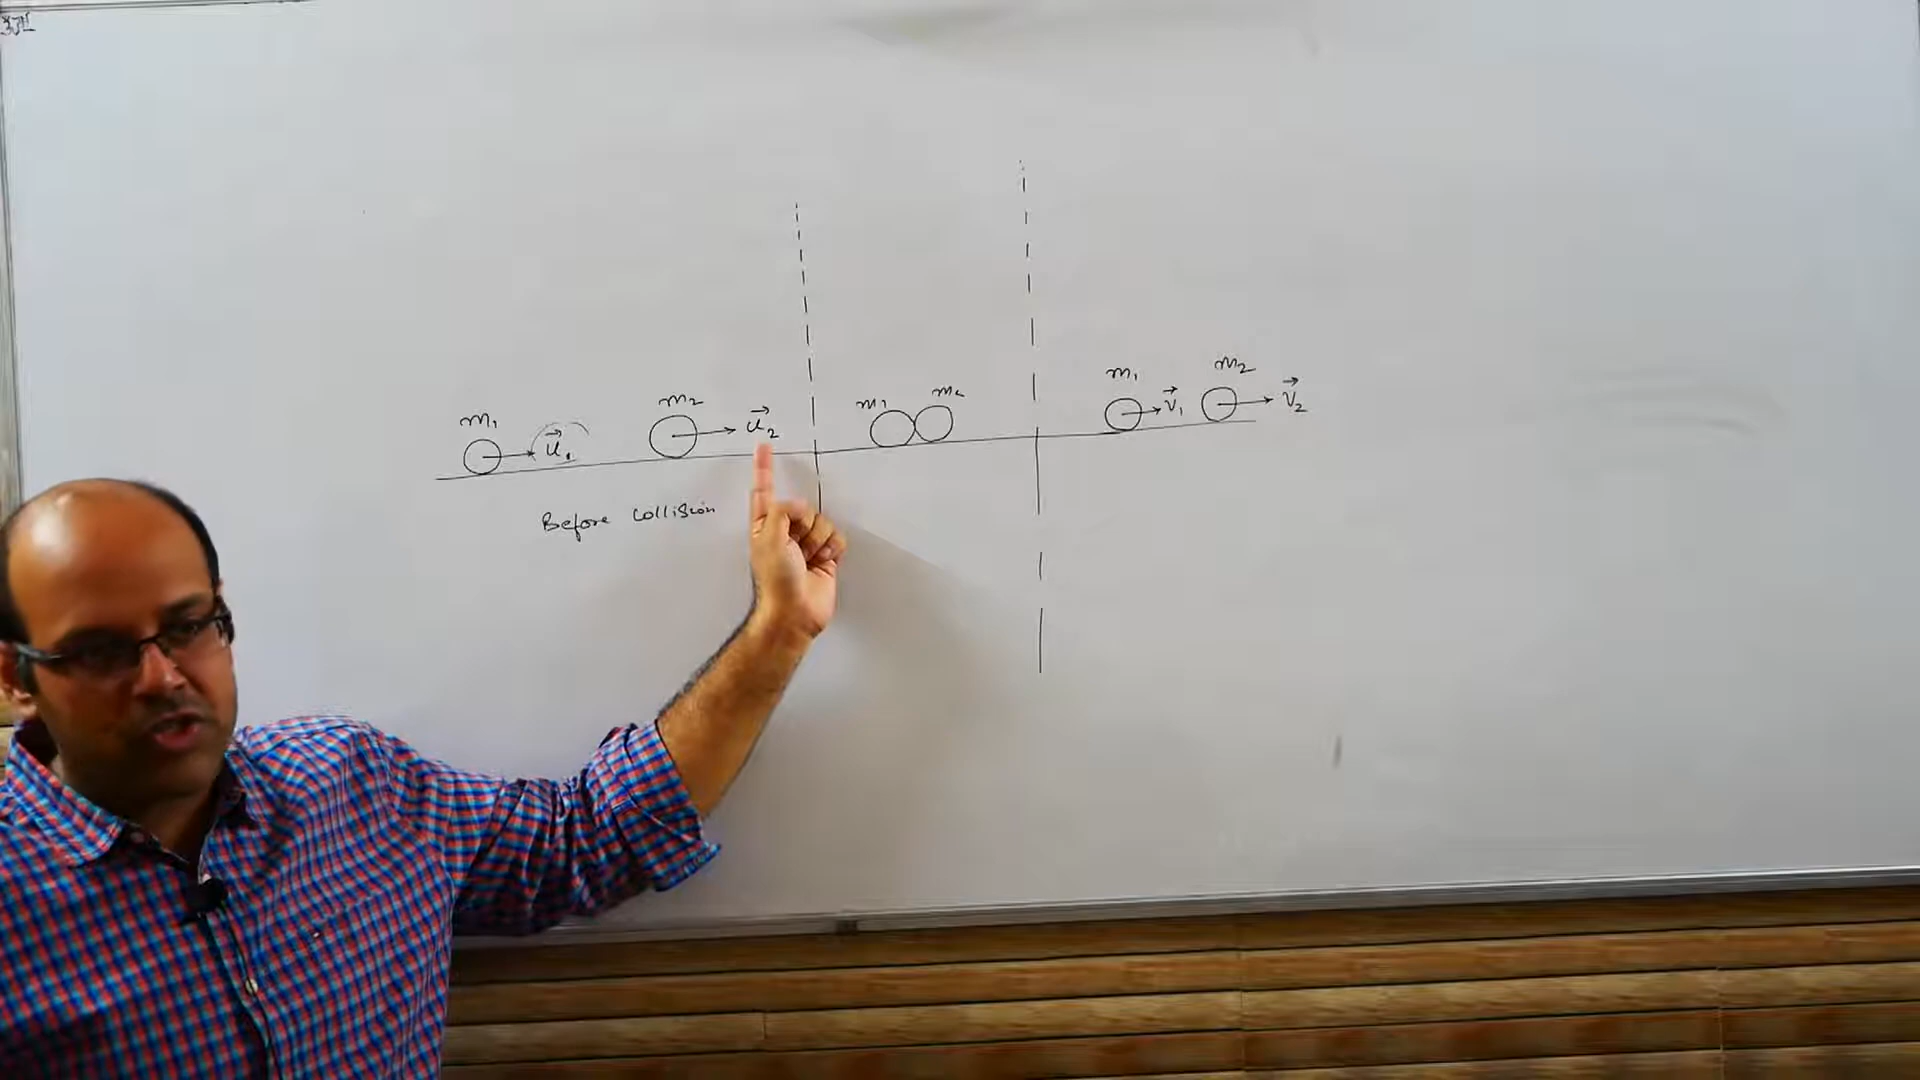 m₁ u⃗₁ m₂ u⃗₂
m₁ m₂
m₁ v⃗₁ m₂ v⃗₂
Before Collision